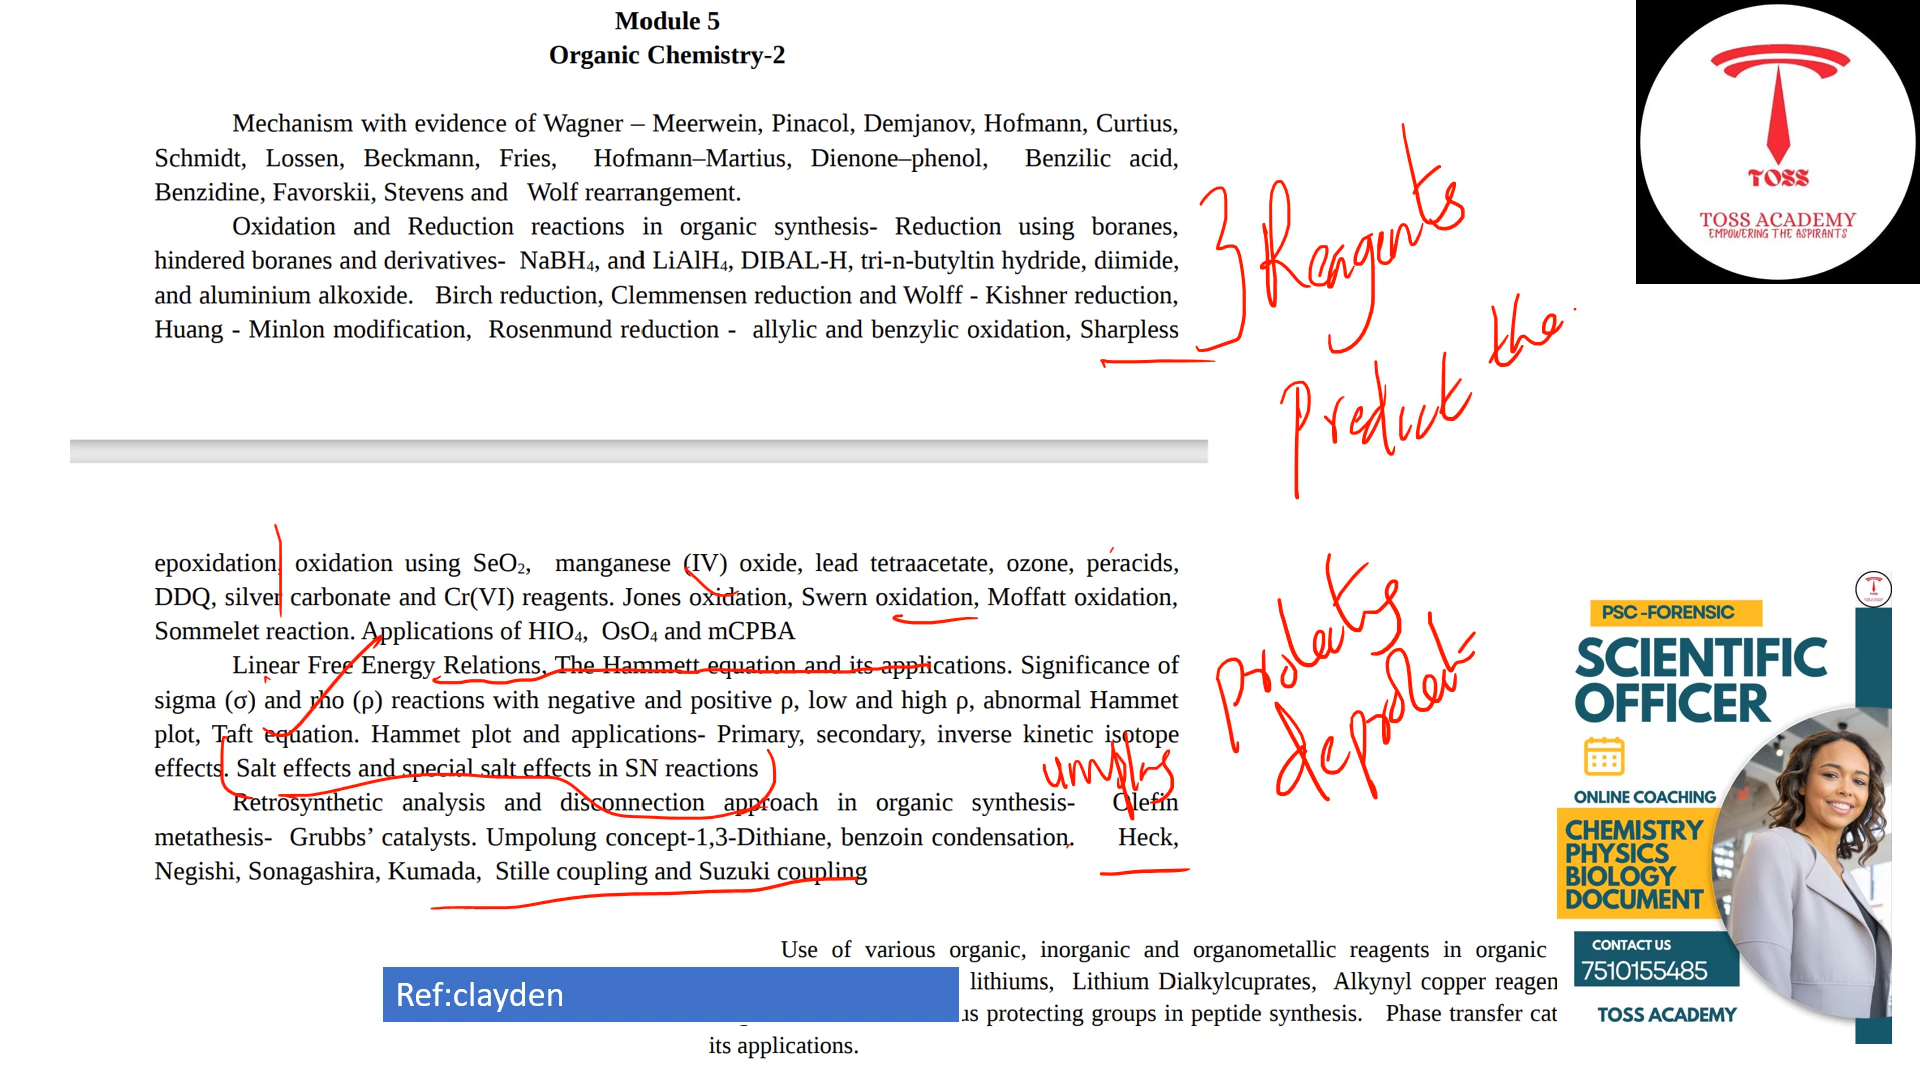 Module 5
Organic Chemistry-2
Mechanism with evidence of Wagner – Meerwein, Pinacol, Demjanov, Hofmann, Curtius,
Schmidt, Lossen, Beckmann, Fries, Hofmann–Martius, Dienone–phenol, Benzilic acid,
Benzidine, Favorskii, Stevens and Wolf rearrangement.
Oxidation and Reduction reactions in organic synthesis- Reduction using boranes,
hindered boranes and derivatives- NaBH₄, and LiAlH₄, DIBAL-H, tri-n-butyltin hydride, diimide,
and aluminium alkoxide. Birch reduction, Clemmensen reduction and Wolff - Kishner reduction,
Huang - Minlon modification, Rosenmund reduction - allylic and benzylic oxidation, Sharpless
Reagents
Predict the
TOSS
TOSS ACADEMY
EMPOWERING THE ASPIRANTS
epoxidation, oxidation using SeO₂, manganese (IV) oxide, lead tetraacetate, ozone, peracids,
DDQ, silver carbonate and Cr(VI) reagents. Jones oxidation, Swern oxidation, Moffatt oxidation,
Sommelet reaction. Applications of HIO₄, OsO₄ and mCPBA
Linear Free Energy Relations, The Hammett equation and its applications. Significance of
sigma (σ) and rho (ρ) reactions with negative and positive ρ, low and high ρ, abnormal Hammet
plot, Taft equation. Hammet plot and applications- Primary, secondary, inverse kinetic isotope
effects. Salt effects and special salt effects in SN reactions
Retrosynthetic analysis and disconnection approach in organic synthesis- Olefin
metathesis- Grubbs’ catalysts. Umpolung concept-1,3-Dithiane, benzoin condensation. Heck,
Negishi, Sonagashira, Kumada, Stille coupling and Suzuki coupling
Use of various organic, inorganic and organometallic reagents in organic
lithiums, Lithium Dialkylcuprates, Alkynyl copper reagen
us protecting groups in peptide synthesis. Phase transfer cat
its applications.
Ref:clayden
PSC -FORENSIC
SCIENTIFIC
OFFICER
ONLINE COACHING
CHEMISTRY
PHYSICS
BIOLOGY
DOCUMENT
CONTACT US
7510155485
TOSS ACADEMY